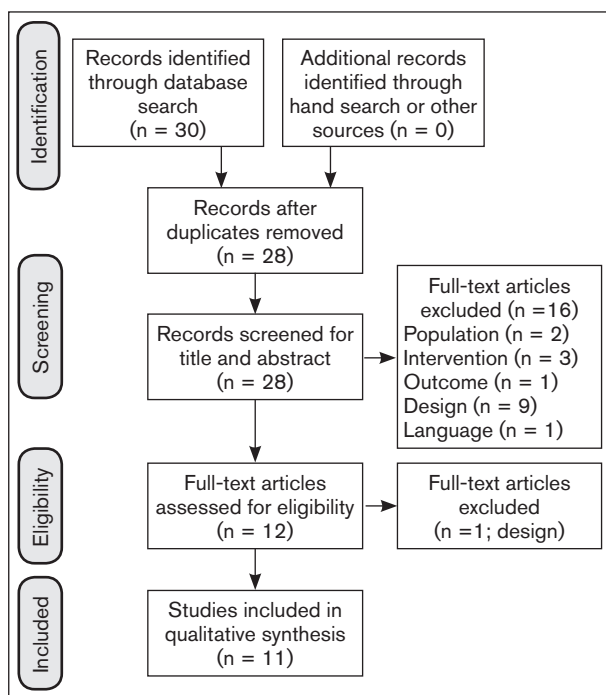 Identification
Records identified
through database
search
(n = 30)
Additional records
identified through
hand search or other
sources (n = 0)
Records after
duplicates removed
(n = 28)
Screening
Records screened for
title and abstract
(n = 28)
Full-text articles
excluded (n =16)
Population (n = 2)
Intervention (n = 3)
Outcome (n = 1)
Design (n = 9)
Language (n = 1)
Eligibility
Full-text articles
assessed for eligibility
(n = 12)
Full-text articles
excluded
(n =1; design)
Included
Studies included in
qualitative synthesis
(n = 11)